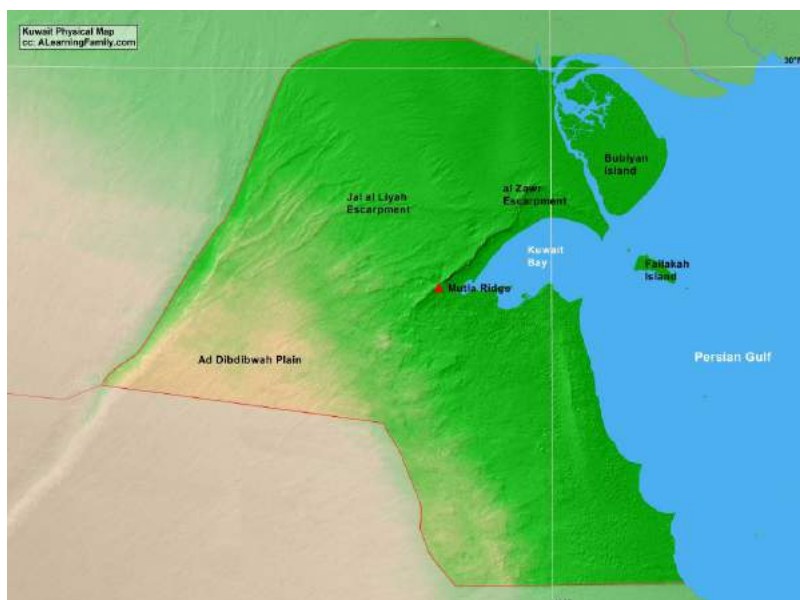 Kuwait Physical Map
cc: ALearningFamily.com
30°N
Bubiyan
Island
al Zawr
Escarpment
Jal al Liyah
Escarpment
Kuwait
Bay
Failakah
Island
Mutla Ridge
Ad Dibdibwah Plain
Persian Gulf